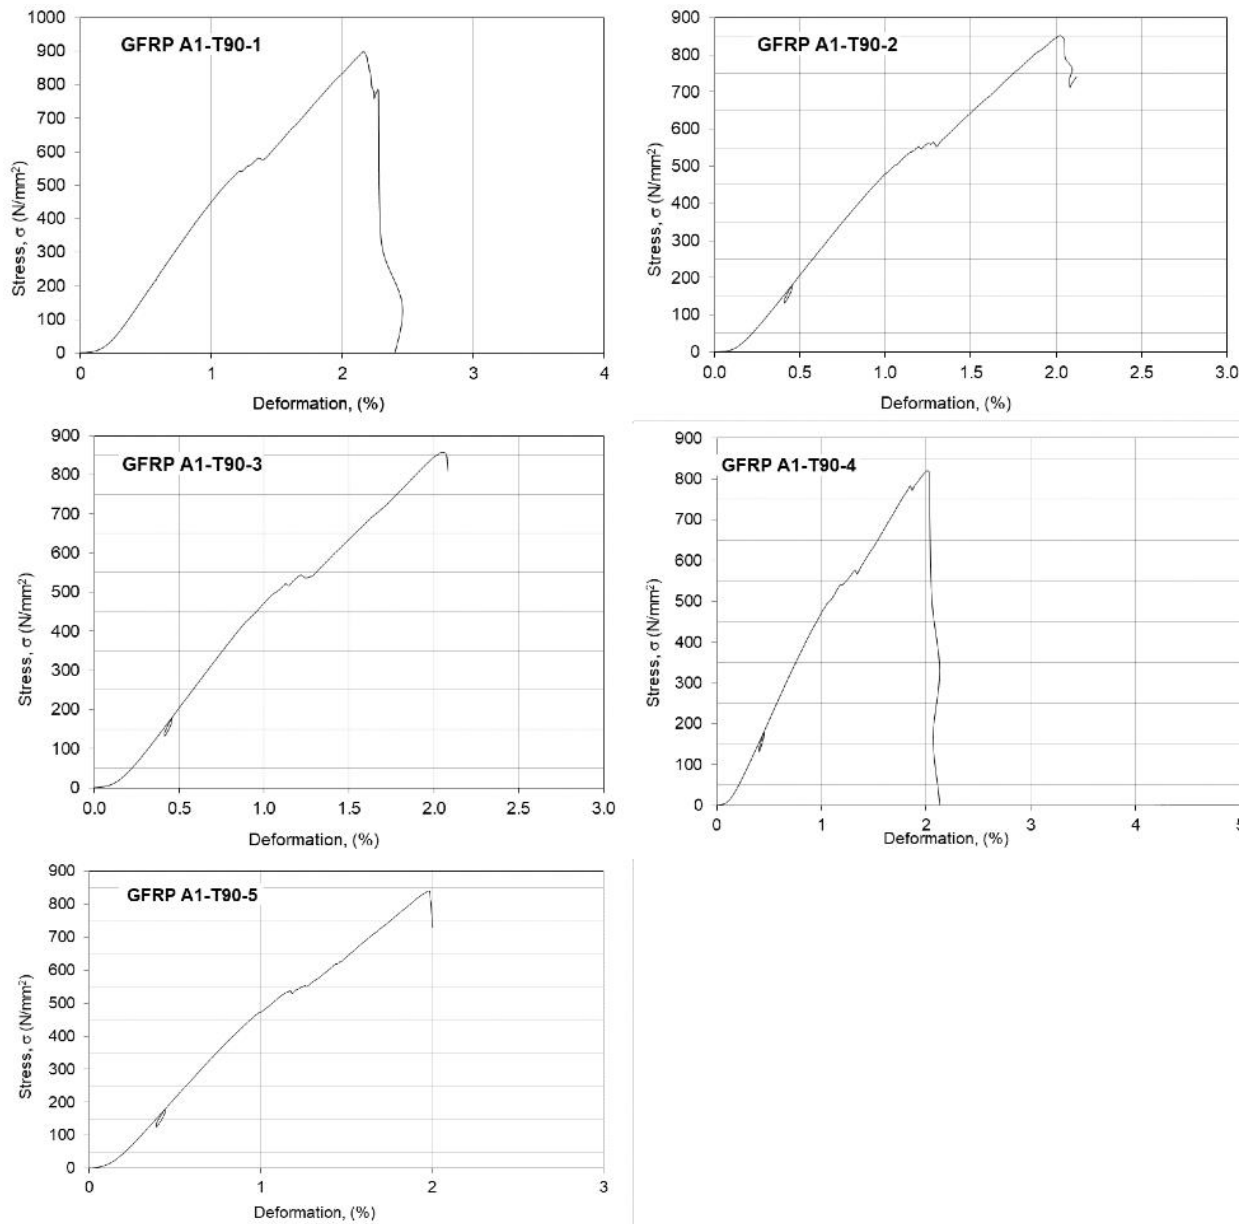 GFRP A1-T90-1
Stress, σ (N/mm²)
1000
900
800
700
600
500
400
300
200
100
0
0 1 2 3 4
Deformation, (%)
GFRP A1-T90-2
Stress, σ (N/mm²)
900
800
700
600
500
400
300
200
100
0
0.0 0.5 1.0 1.5 2.0 2.5 3.0
Deformation, (%)
GFRP A1-T90-3
Stress, σ (N/mm²)
900
800
700
600
500
400
300
200
100
0
0.0 0.5 1.0 1.5 2.0 2.5 3.0
Deformation, (%)
GFRP A1-T90-4
Stress, σ (N/mm²)
900
800
700
600
500
400
300
200
100
0
0 1 2 3 4 5
Deformation, (%)
GFRP A1-T90-5
Stress, σ (N/mm²)
900
800
700
600
500
400
300
200
100
0
0 1 2 3
Deformation, (%)